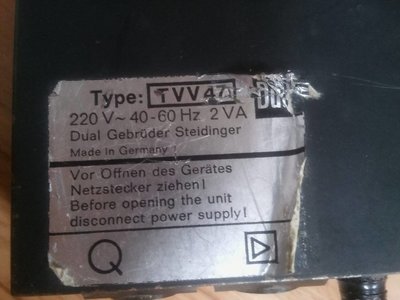 Type: TVV47
220 V~ 40-60 Hz 2 VA
Dual Gebrüder Steidinger
Made in Germany
Vor Öffnen des Gerätes
Netzstecker ziehen!
Before opening the unit
disconnect power supply!
Q